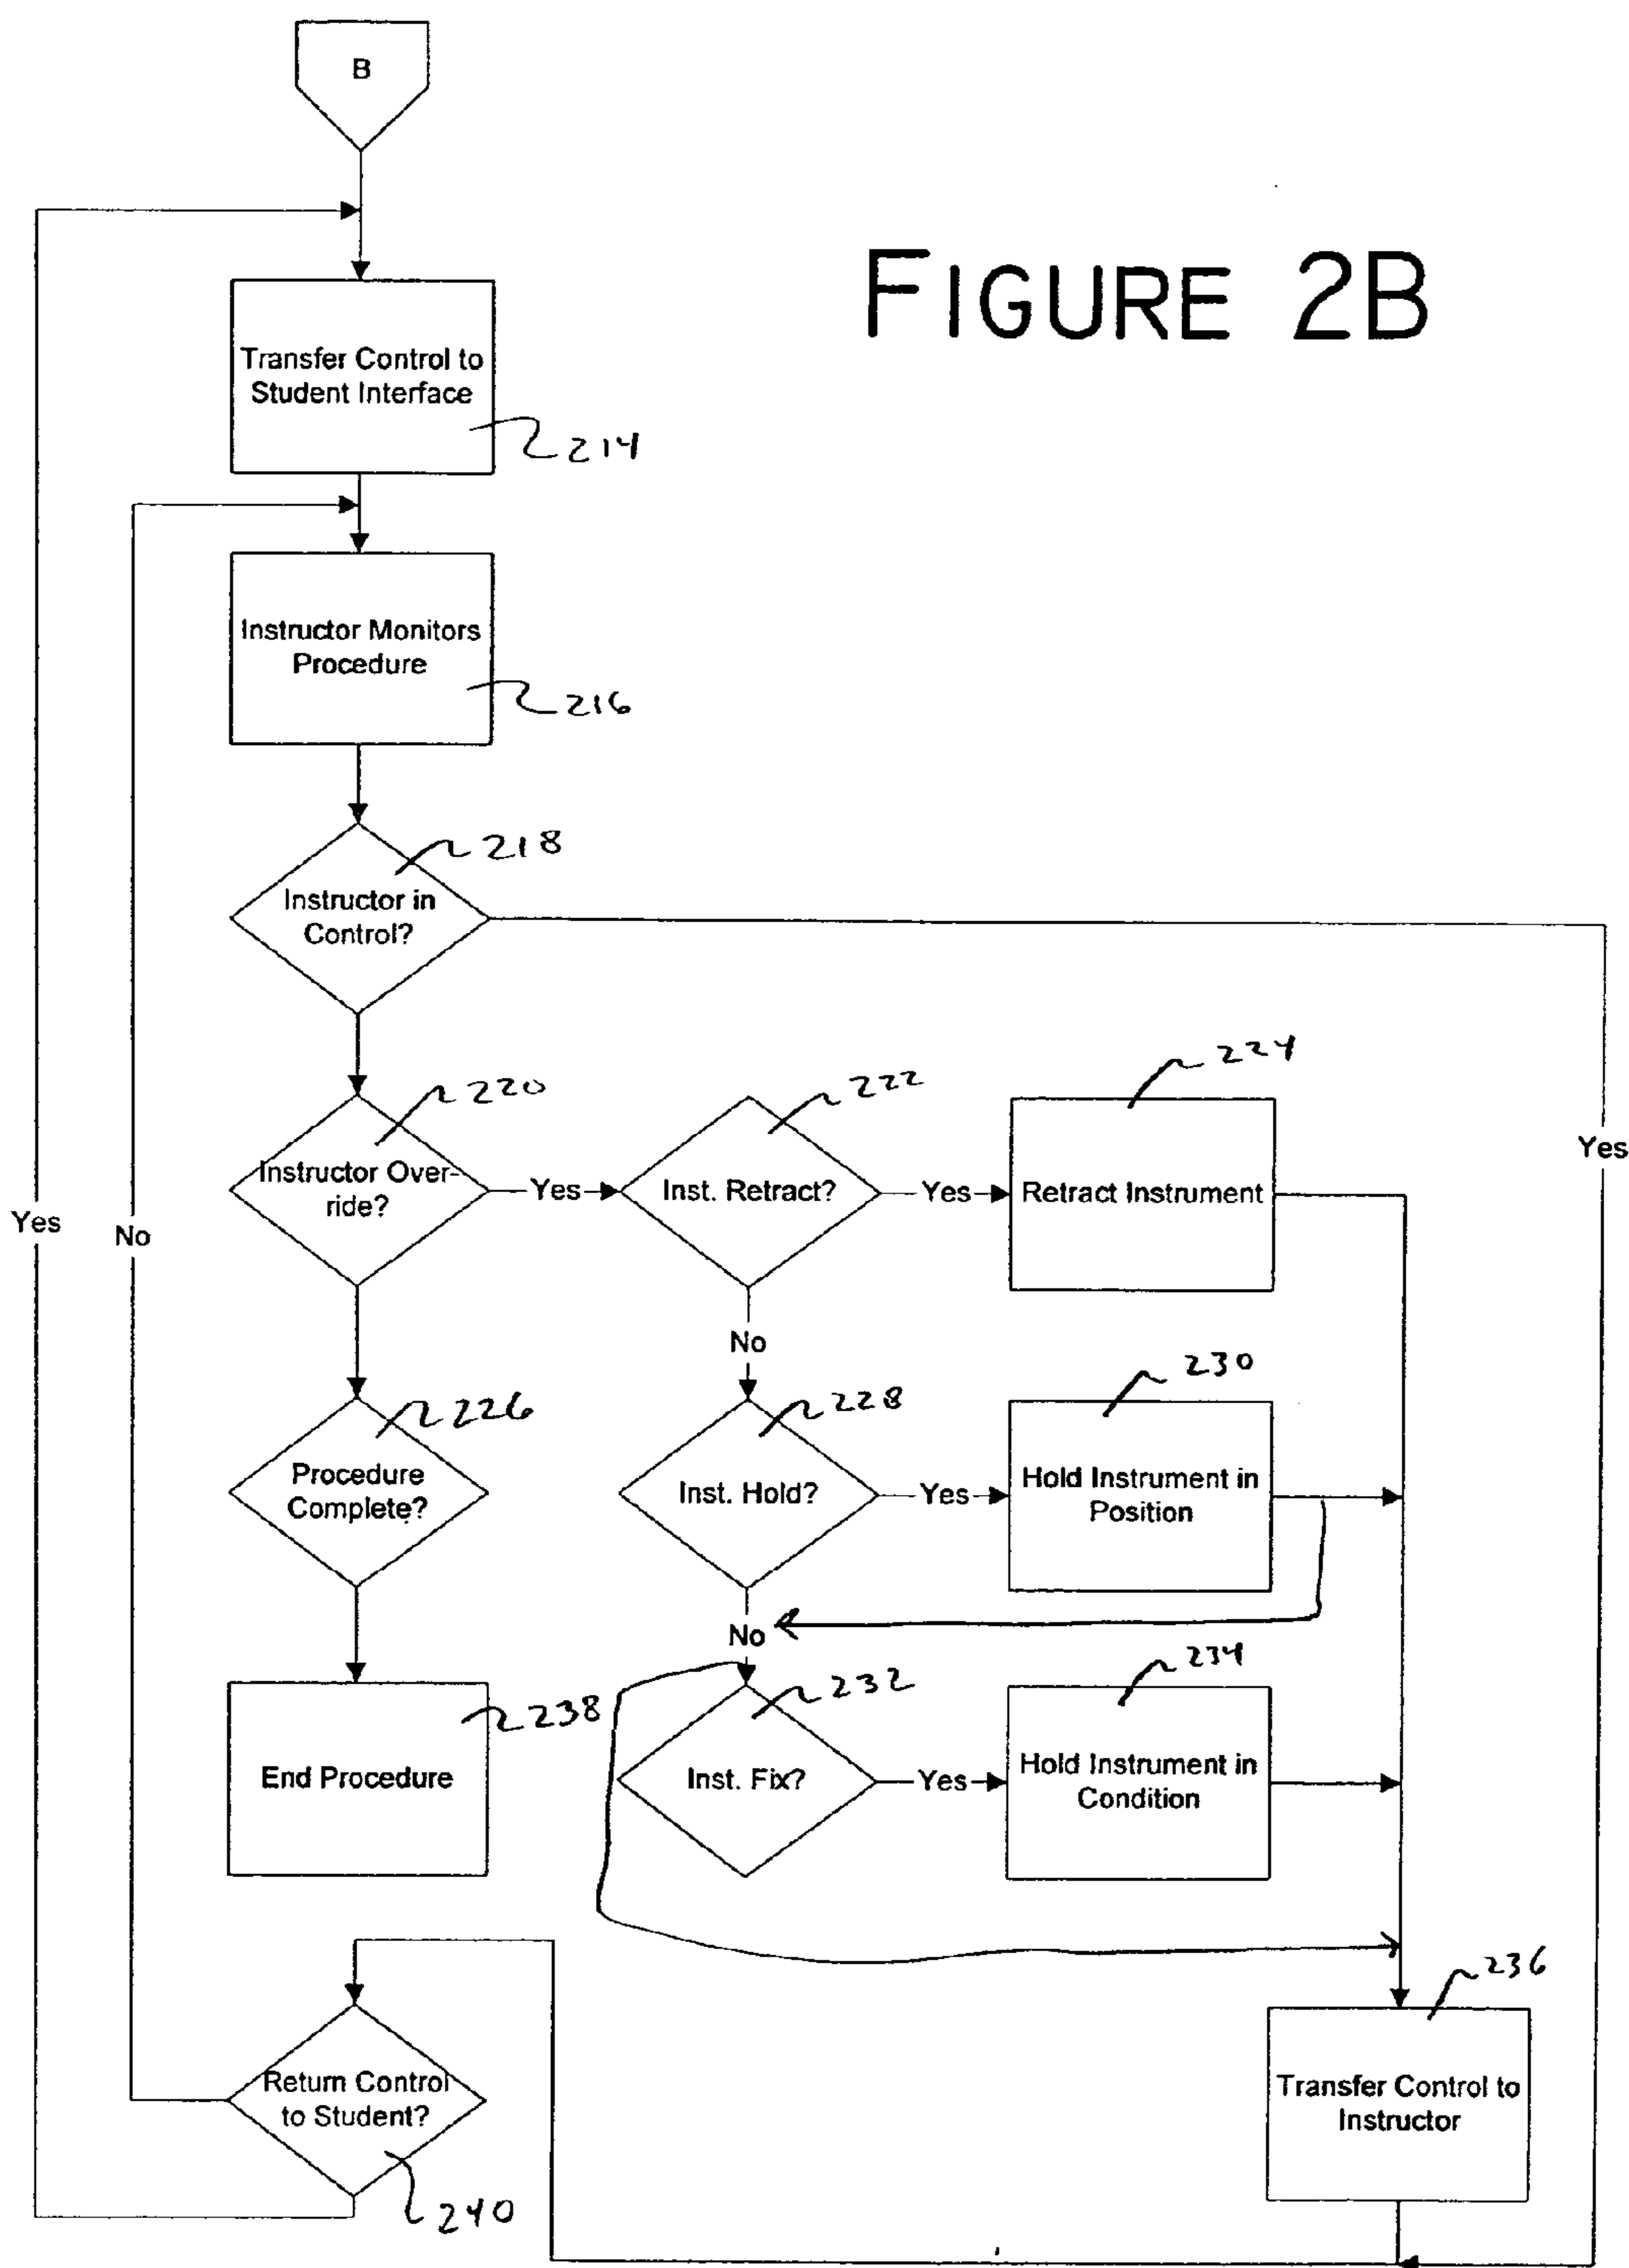 B
FIGURE 2B
Transfer Control to
Student Interface
214
Instructor Monitors
Procedure
216
218
Instructor in
Control?
220
222
224
Yes
Instructor Over-
ride?
Yes
Inst. Retract?
Yes
Retract Instrument
Yes
No
No
226
228
230
Procedure
Complete?
Inst. Hold?
Yes
Hold Instrument in
Position
No
232
234
238
End Procedure
Inst. Fix?
Yes
Hold Instrument in
Condition
236
Return Control
to Student?
240
Transfer Control to
Instructor